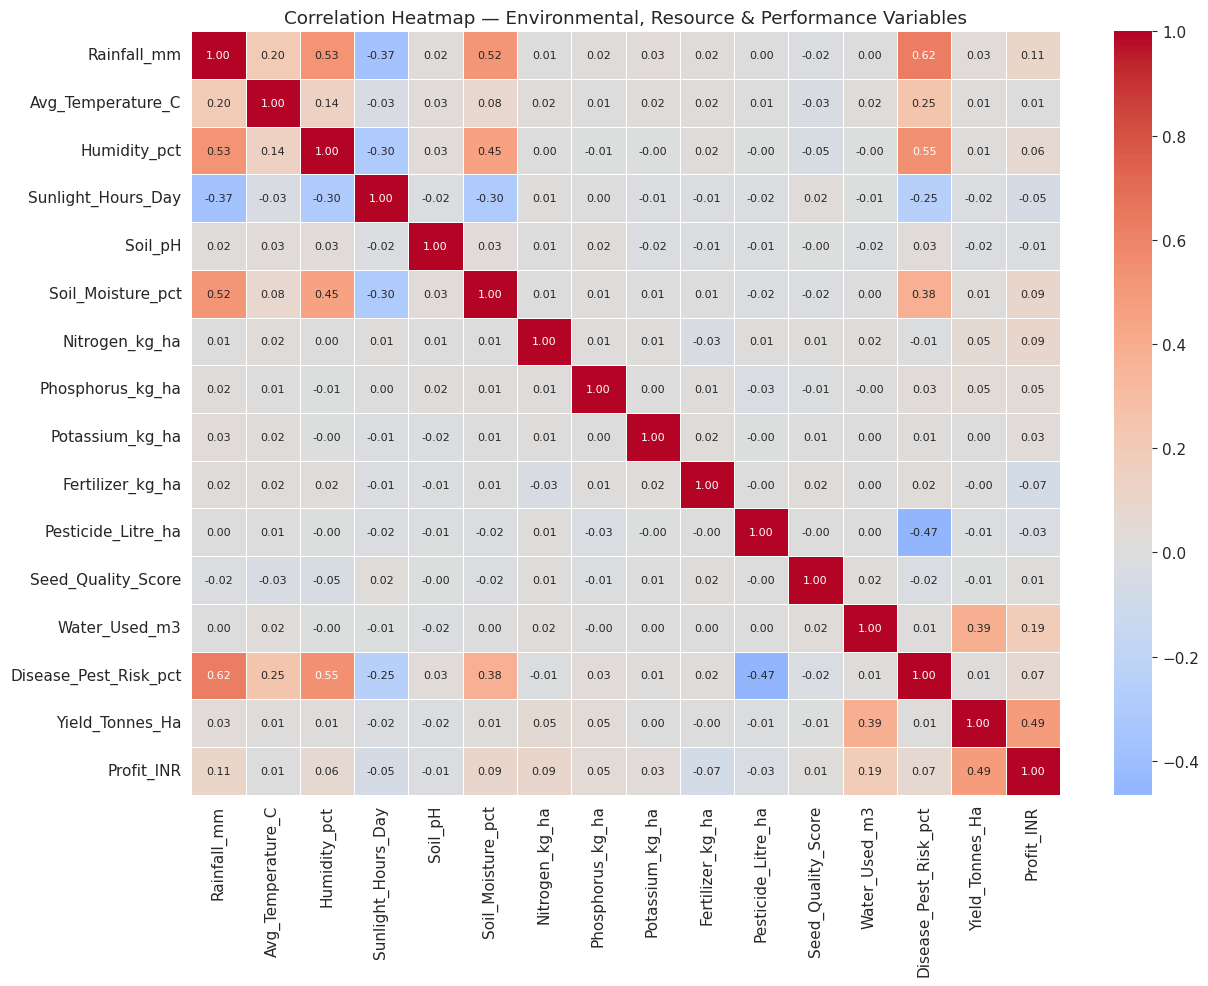 Correlation Heatmap — Environmental, Resource & Performance Variables
Rainfall_mm 1.00 0.20 0.53 -0.37 0.02 0.52 0.01 0.02 0.03 0.02 0.00 -0.02 0.00 0.62 0.03 0.11
Avg_Temperature_C 0.20 1.00 0.14 -0.03 0.03 0.08 0.02 0.01 0.02 0.02 0.01 -0.03 0.02 0.25 0.01 0.01
Humidity_pct 0.53 0.14 1.00 -0.30 0.03 0.45 0.00 -0.01 -0.00 0.02 -0.00 -0.05 -0.00 0.55 0.01 0.06
Sunlight_Hours_Day -0.37 -0.03 -0.30 1.00 -0.02 -0.30 0.01 0.00 -0.01 -0.01 -0.02 0.02 -0.01 -0.25 -0.02 -0.05
Soil_pH 0.02 0.03 0.03 -0.02 1.00 0.03 0.01 0.02 -0.02 -0.01 -0.01 -0.00 -0.02 0.03 -0.02 -0.01
Soil_Moisture_pct 0.52 0.08 0.45 -0.30 0.03 1.00 0.01 0.01 0.01 0.01 -0.02 -0.02 0.00 0.38 0.01 0.09
Nitrogen_kg_ha 0.01 0.02 0.00 0.01 0.01 0.01 1.00 0.01 0.01 -0.03 0.01 0.01 0.02 -0.01 0.05 0.09
Phosphorus_kg_ha 0.02 0.01 -0.01 0.00 0.02 0.01 0.01 1.00 0.00 0.01 -0.03 -0.01 -0.00 0.03 0.05 0.05
Potassium_kg_ha 0.03 0.02 -0.00 -0.01 -0.02 0.01 0.01 0.00 1.00 0.02 -0.00 0.01 0.00 0.01 0.00 0.03
Fertilizer_kg_ha 0.02 0.02 0.02 -0.01 -0.01 0.01 -0.03 0.01 0.02 1.00 -0.00 0.02 0.00 0.02 -0.00 -0.07
Pesticide_Litre_ha 0.00 0.01 -0.00 -0.02 -0.01 -0.02 0.01 -0.03 -0.00 -0.00 1.00 -0.00 0.00 -0.47 -0.01 -0.03
Seed_Quality_Score -0.02 -0.03 -0.05 0.02 -0.00 -0.02 0.01 -0.01 0.01 0.02 -0.00 1.00 0.02 -0.02 -0.01 0.01
Water_Used_m3 0.00 0.02 -0.00 -0.01 -0.02 0.00 0.02 -0.00 0.00 0.00 0.00 0.02 1.00 0.01 0.39 0.19
Disease_Pest_Risk_pct 0.62 0.25 0.55 -0.25 0.03 0.38 -0.01 0.03 0.01 0.02 -0.47 -0.02 0.01 1.00 0.01 0.07
Yield_Tonnes_Ha 0.03 0.01 0.01 -0.02 -0.02 0.01 0.05 0.05 0.00 -0.00 -0.01 -0.01 0.39 0.01 1.00 0.49
Profit_INR 0.11 0.01 0.06 -0.05 -0.01 0.09 0.09 0.05 0.03 -0.07 -0.03 0.01 0.19 0.07 0.49 1.00
Rainfall_mm
Avg_Temperature_C
Humidity_pct
Sunlight_Hours_Day
Soil_pH
Soil_Moisture_pct
Nitrogen_kg_ha
Phosphorus_kg_ha
Potassium_kg_ha
Fertilizer_kg_ha
Pesticide_Litre_ha
Seed_Quality_Score
Water_Used_m3
Disease_Pest_Risk_pct
Yield_Tonnes_Ha
Profit_INR
1.0
0.8
0.6
0.4
0.2
0.0
−0.2
−0.4